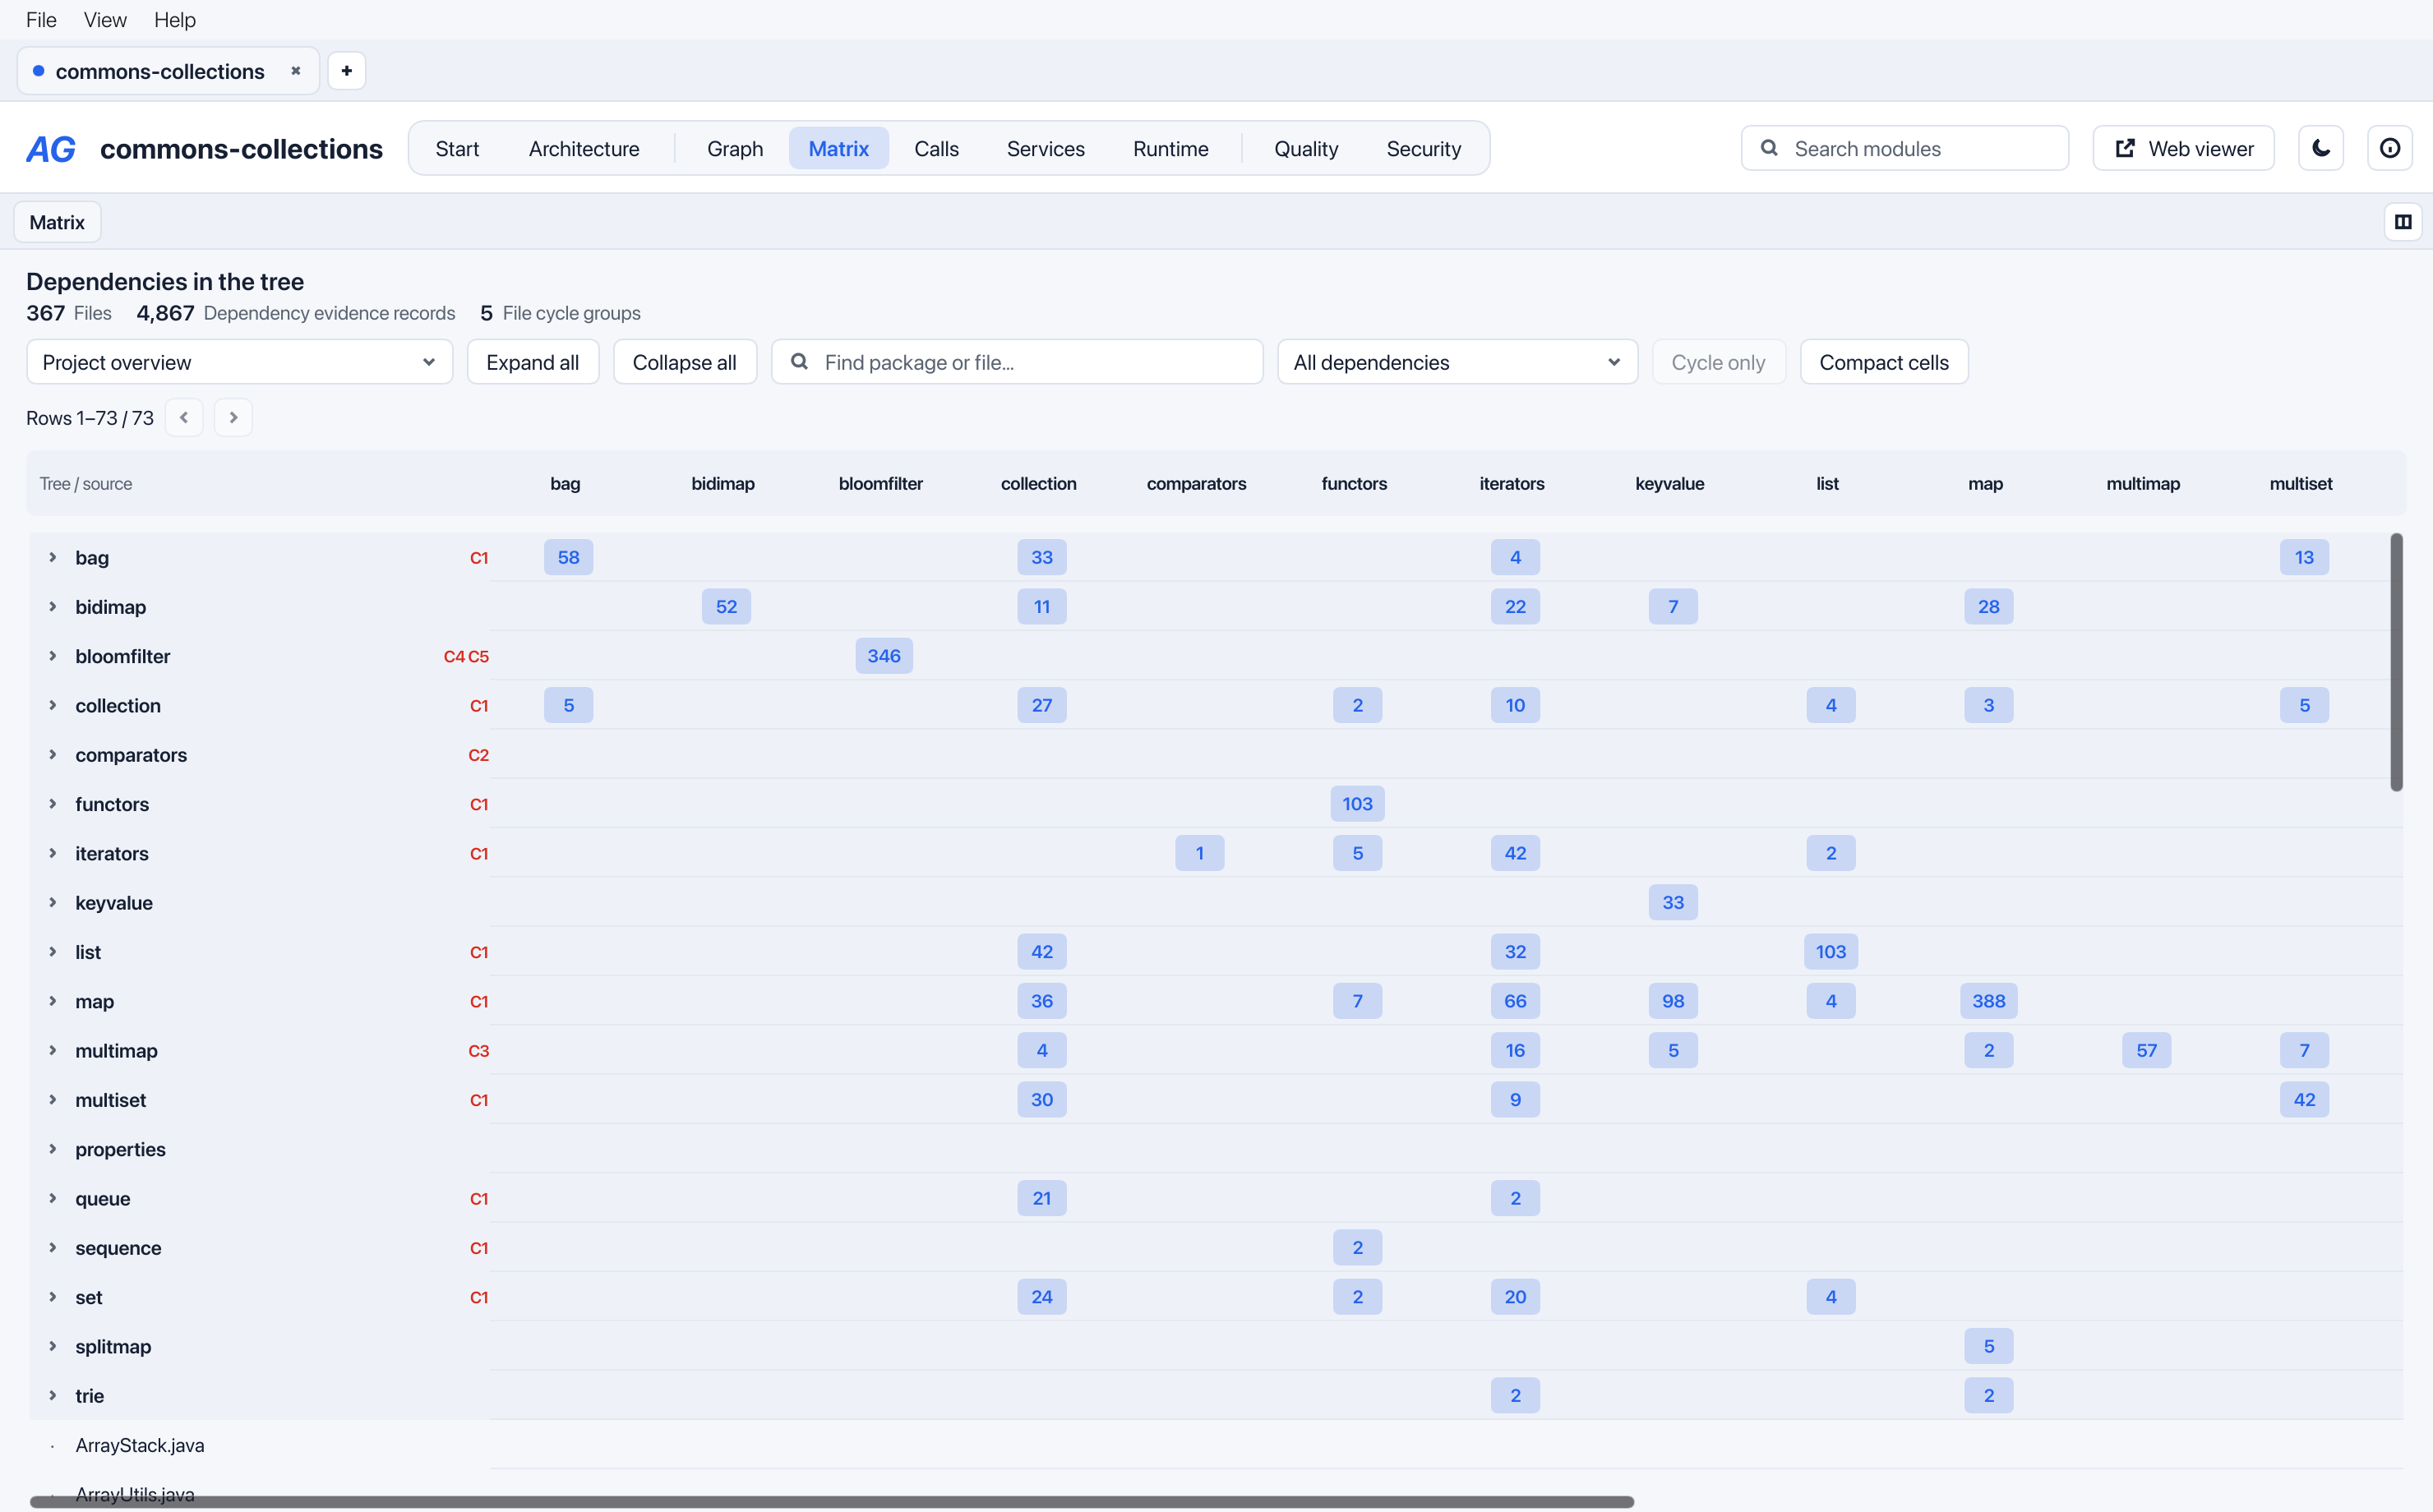 File View Help
commons-collections
AG commons-collections Start Architecture Graph Matrix Calls Services Runtime Quality Security Search modules Web viewer
Matrix
Dependencies in the tree
367 Files 4,867 Dependency evidence records 5 File cycle groups
Project overview Expand all Collapse all Find package or file... All dependencies Cycle only Compact cells
Rows 1–73 / 73
Tree / source bag bidimap bloomfilter collection comparators functors iterators keyvalue list map multimap multiset
bag C1 58 33 4 13
bidimap 52 11 22 7 28
bloomfilter C4 C5 346
collection C1 5 27 2 10 4 3 5
comparators C2
functors C1 103
iterators C1 1 5 42 2
keyvalue 33
list C1 42 32 103
map C1 36 7 66 98 4 388
multimap C3 4 16 5 2 57 7
multiset C1 30 9 42
properties
queue C1 21 2
sequence C1 2
set C1 24 2 20 4
splitmap 5
trie 2 2
ArrayStack.java
ArrayUtils.java